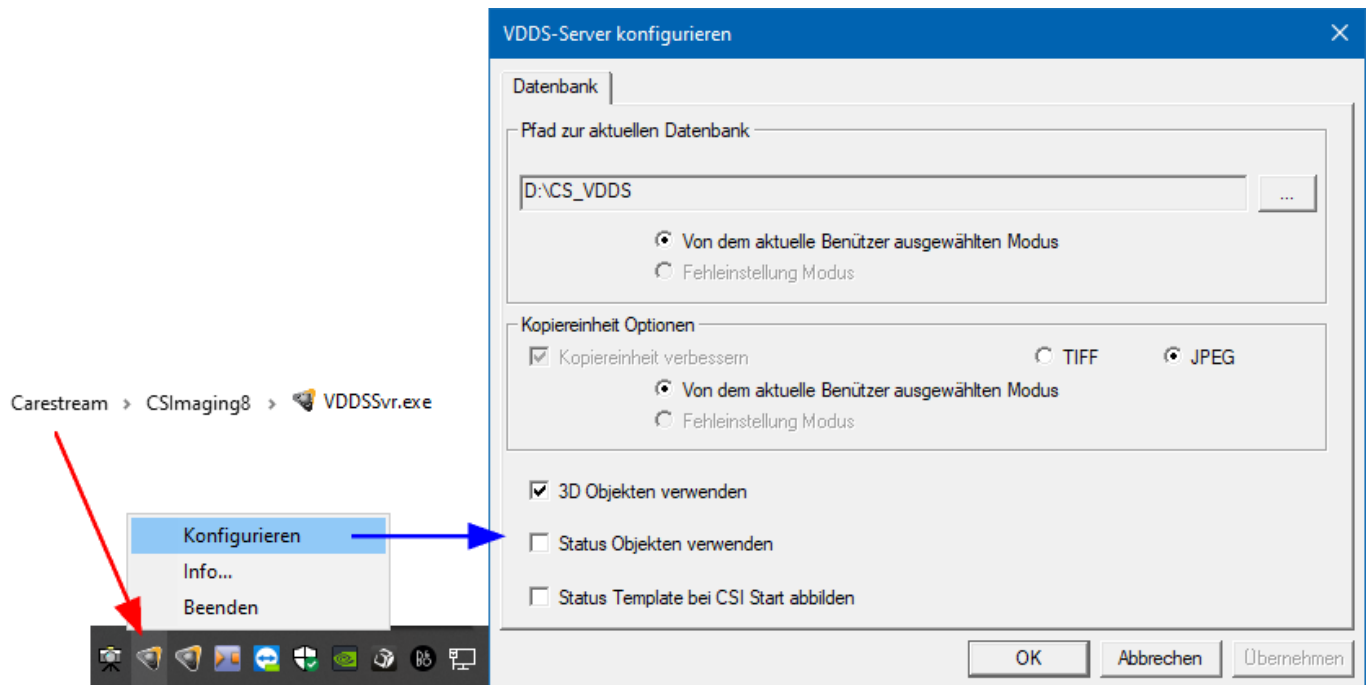 VDDS-Server konfigurieren
Datenbank
Pfad zur aktuellen Datenbank
D:\CS_VDDS
...
Von dem aktuelle Benützer ausgewählten Modus
Fehleinstellung Modus
Kopiereinheit Optionen
Kopiereinheit verbessern TIFF JPEG
Von dem aktuelle Benützer ausgewählten Modus
Fehleinstellung Modus
3D Objekten verwenden
Status Objekten verwenden
Status Template bei CSI Start abbilden
OK Abbrechen Übernehmen
Carestream > CSImaging8 > VDDSSvr.exe
Konfigurieren
Info...
Beenden